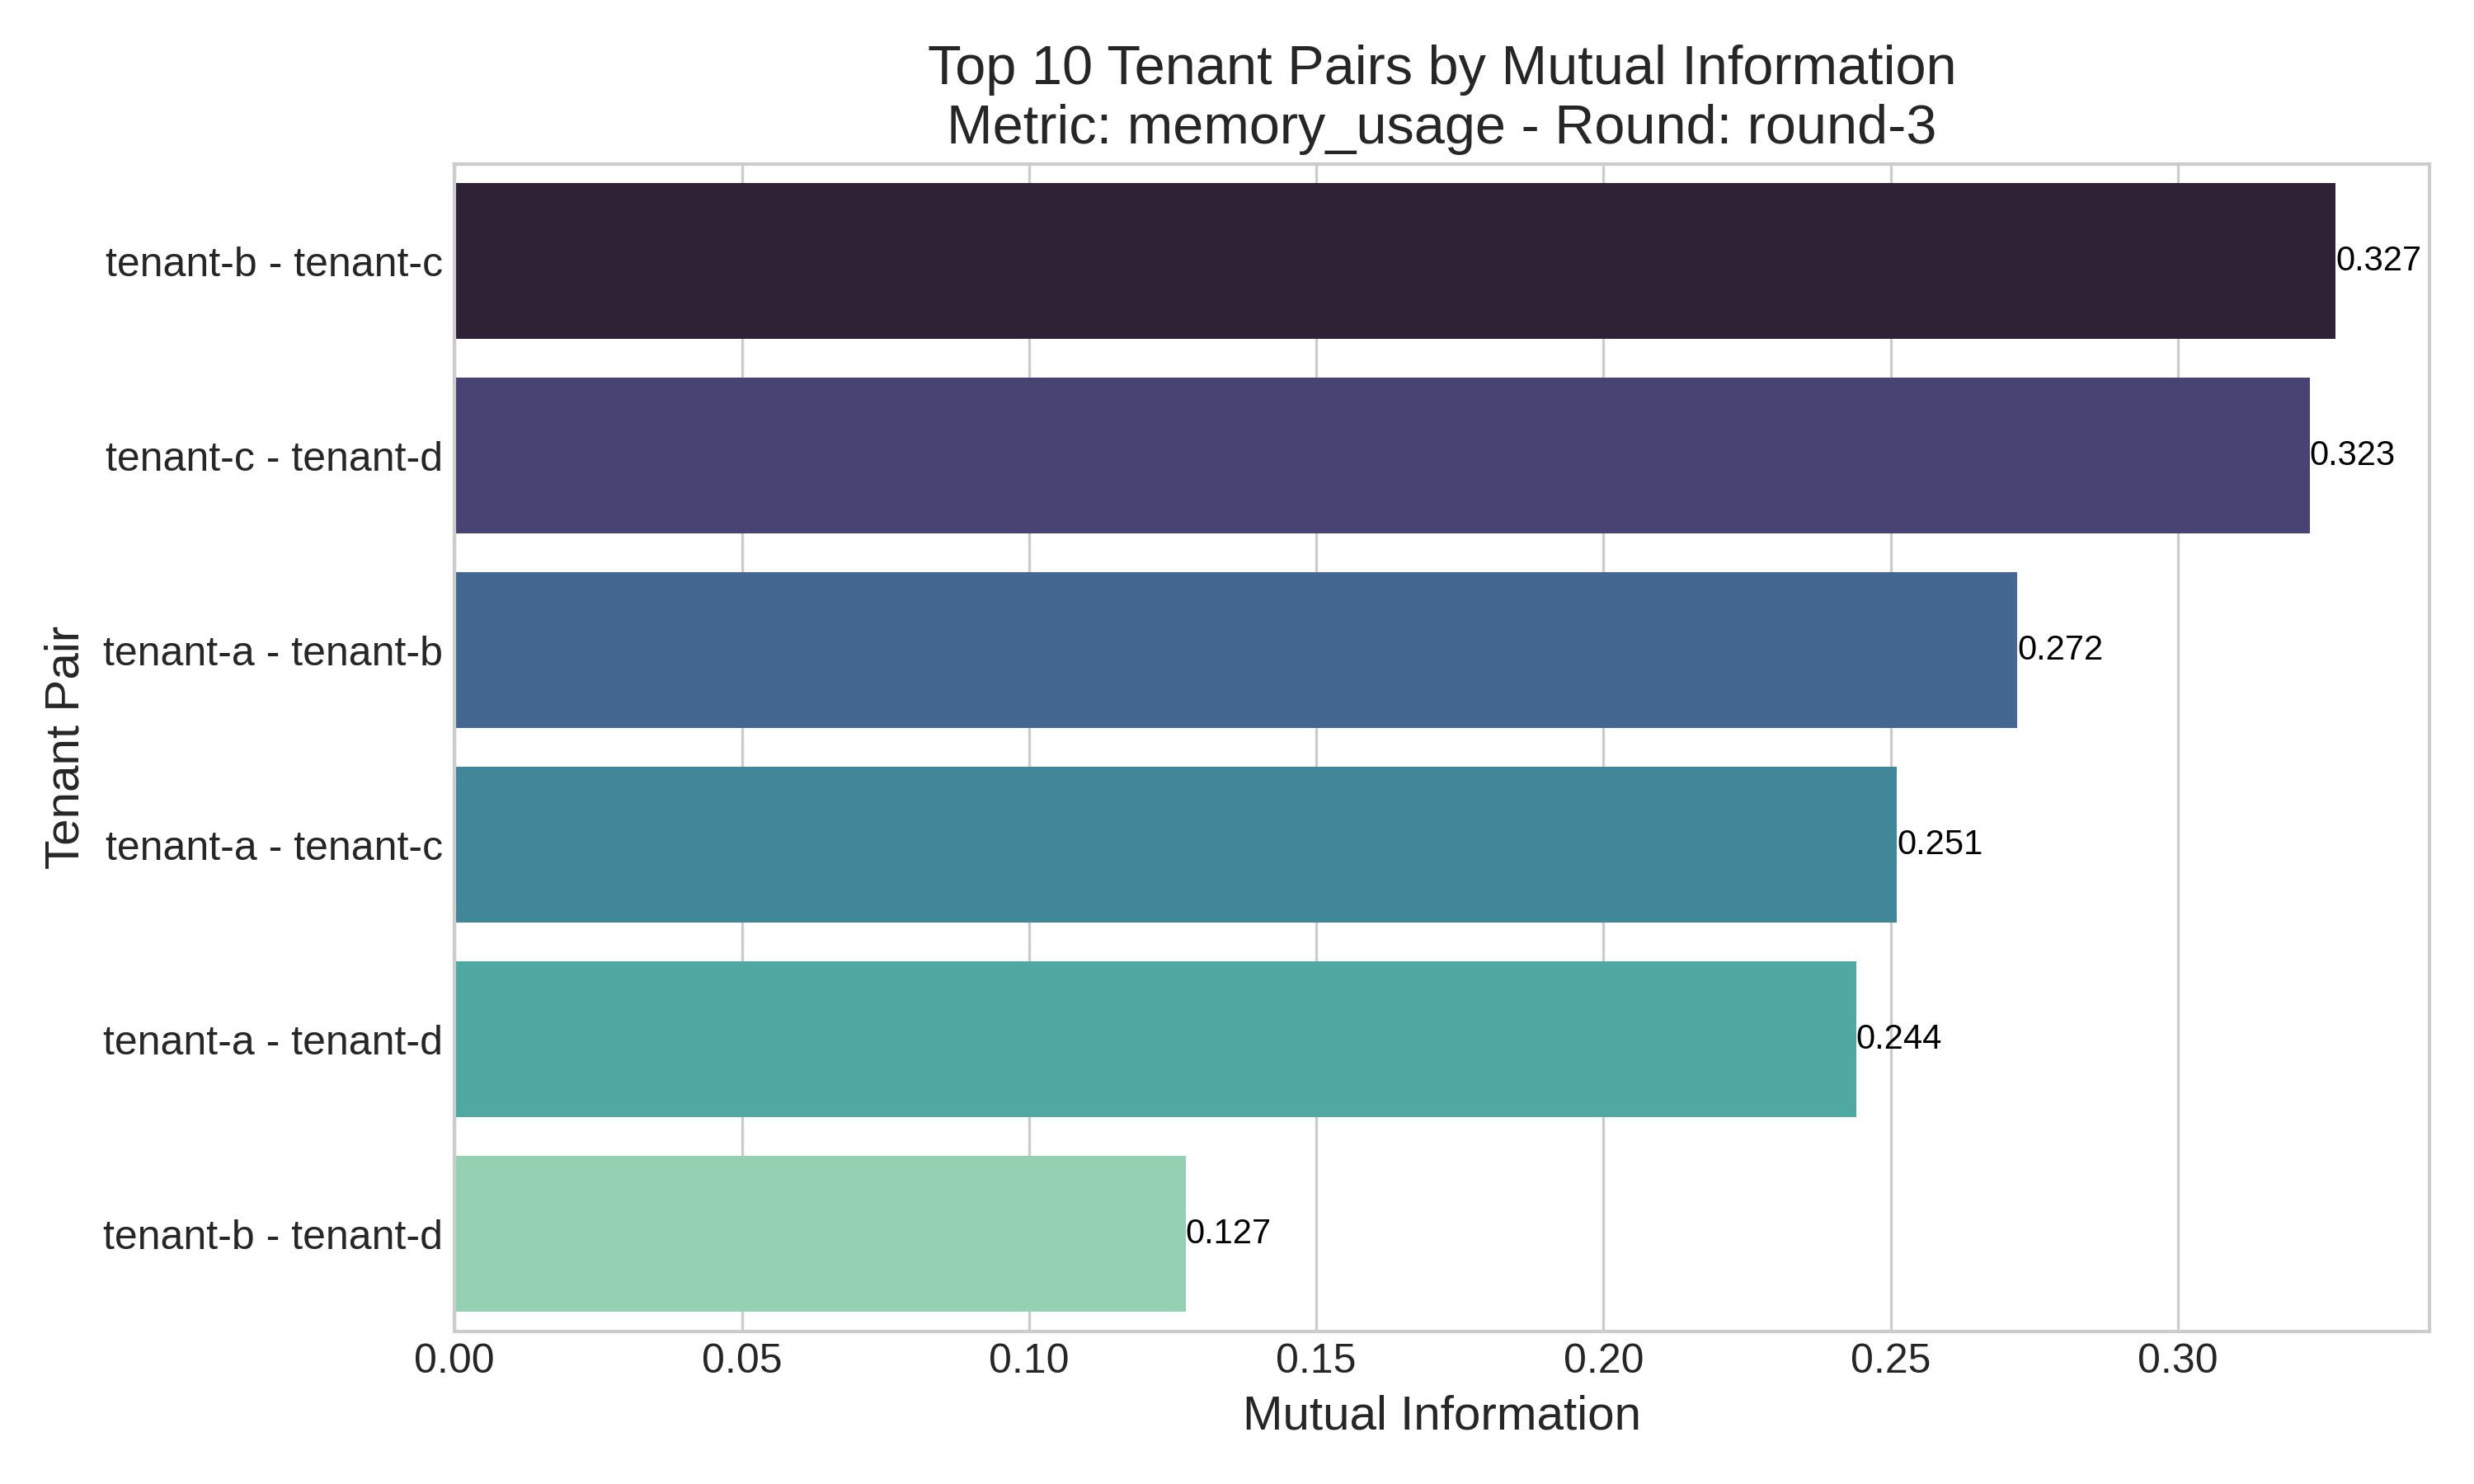 Top 10 Tenant Pairs by Mutual Information
Metric: memory_usage - Round: round-3
Tenant Pair
tenant-b - tenant-c
0.327
tenant-c - tenant-d
0.323
tenant-a - tenant-b
0.272
tenant-a - tenant-c
0.251
tenant-a - tenant-d
0.244
tenant-b - tenant-d
0.127
0.00 0.05 0.10 0.15 0.20 0.25 0.30
Mutual Information